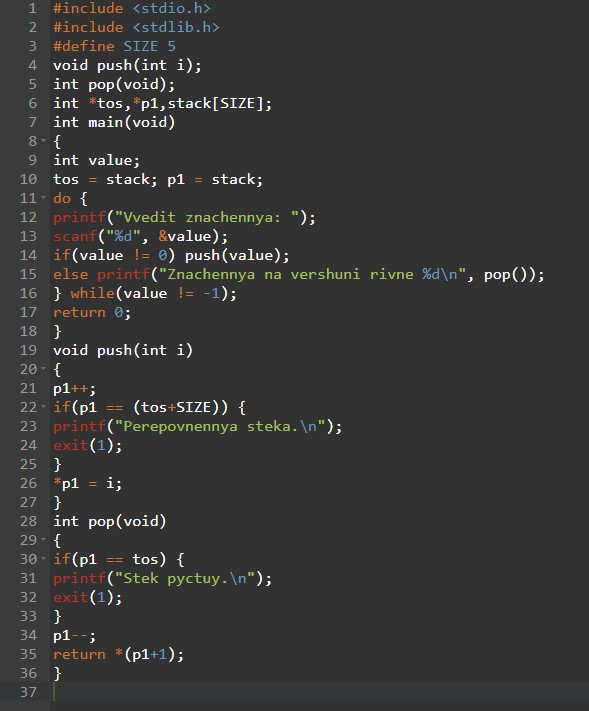 1 #include <stdio.h>
2 #include <stdlib.h>
3 #define SIZE 5
4 void push(int i);
5 int pop(void);
6 int *tos,*p1,stack[SIZE];
7 int main(void)
8 {
9 int value;
10 tos = stack; p1 = stack;
11 do {
12 printf("Vvedit znachennya: ");
13 scanf("%d", &value);
14 if(value != 0) push(value);
15 else printf("Znachennya na vershuni rivne %d\n", pop());
16 } while(value != -1);
17 return 0;
18 }
19 void push(int i)
20 {
21 p1++;
22 if(p1 == (tos+SIZE)) {
23 printf("Perepovnennya steka.\n");
24 exit(1);
25 }
26 *p1 = i;
27 }
28 int pop(void)
29 {
30 if(p1 == tos) {
31 printf("Stek pyctuy.\n");
32 exit(1);
33 }
34 p1--;
35 return *(p1+1);
36 }
37